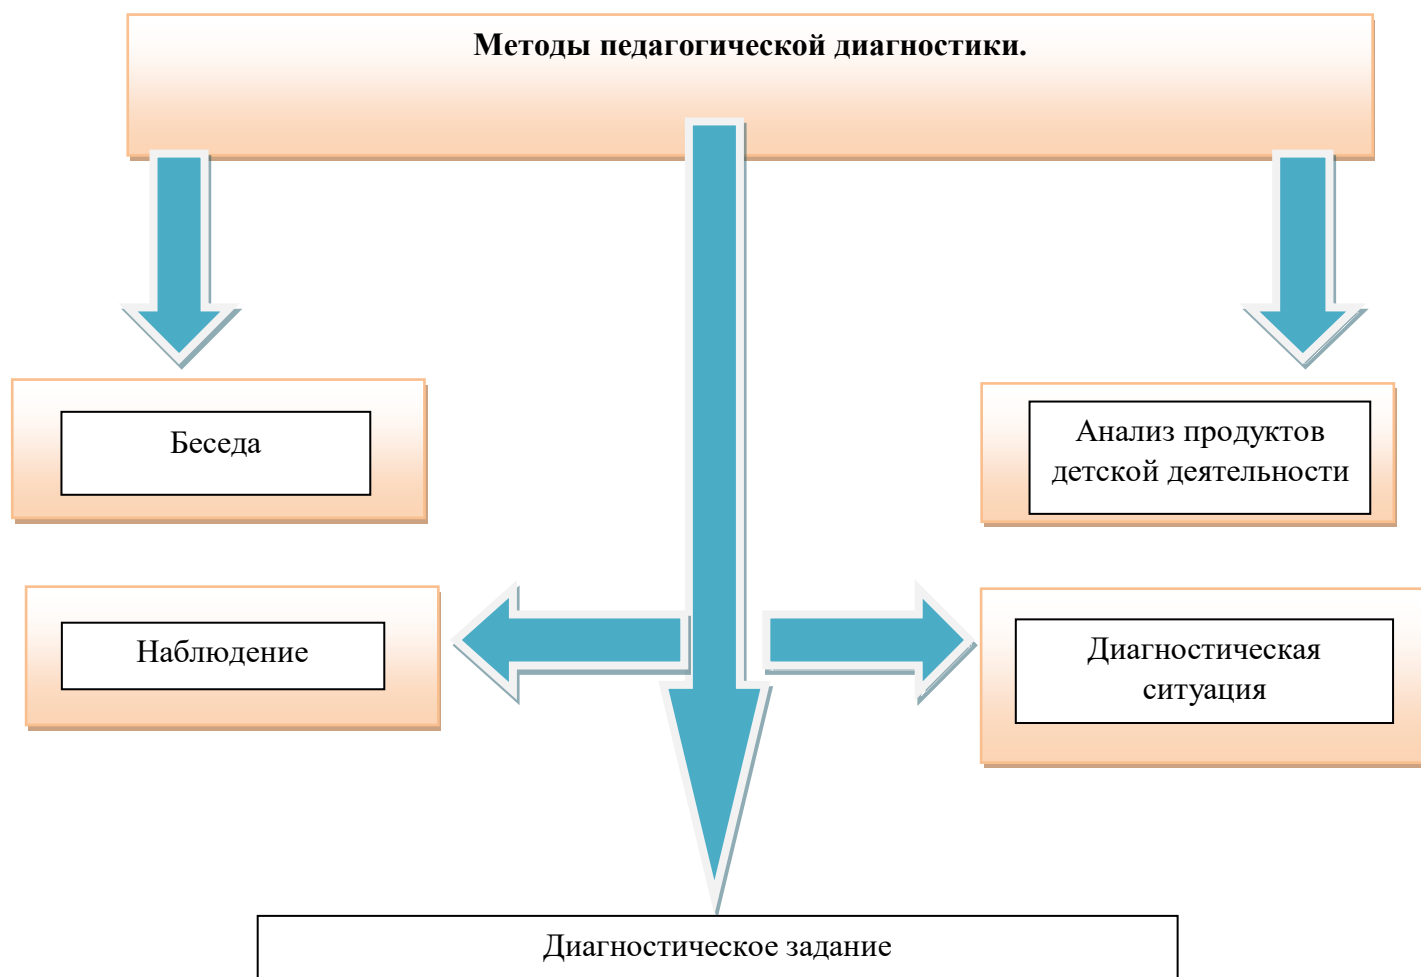 Методы педагогической диагностики.
Беседа
Анализ продуктов
детской деятельности
Наблюдение
Диагностическая
ситуация
Диагностическое задание